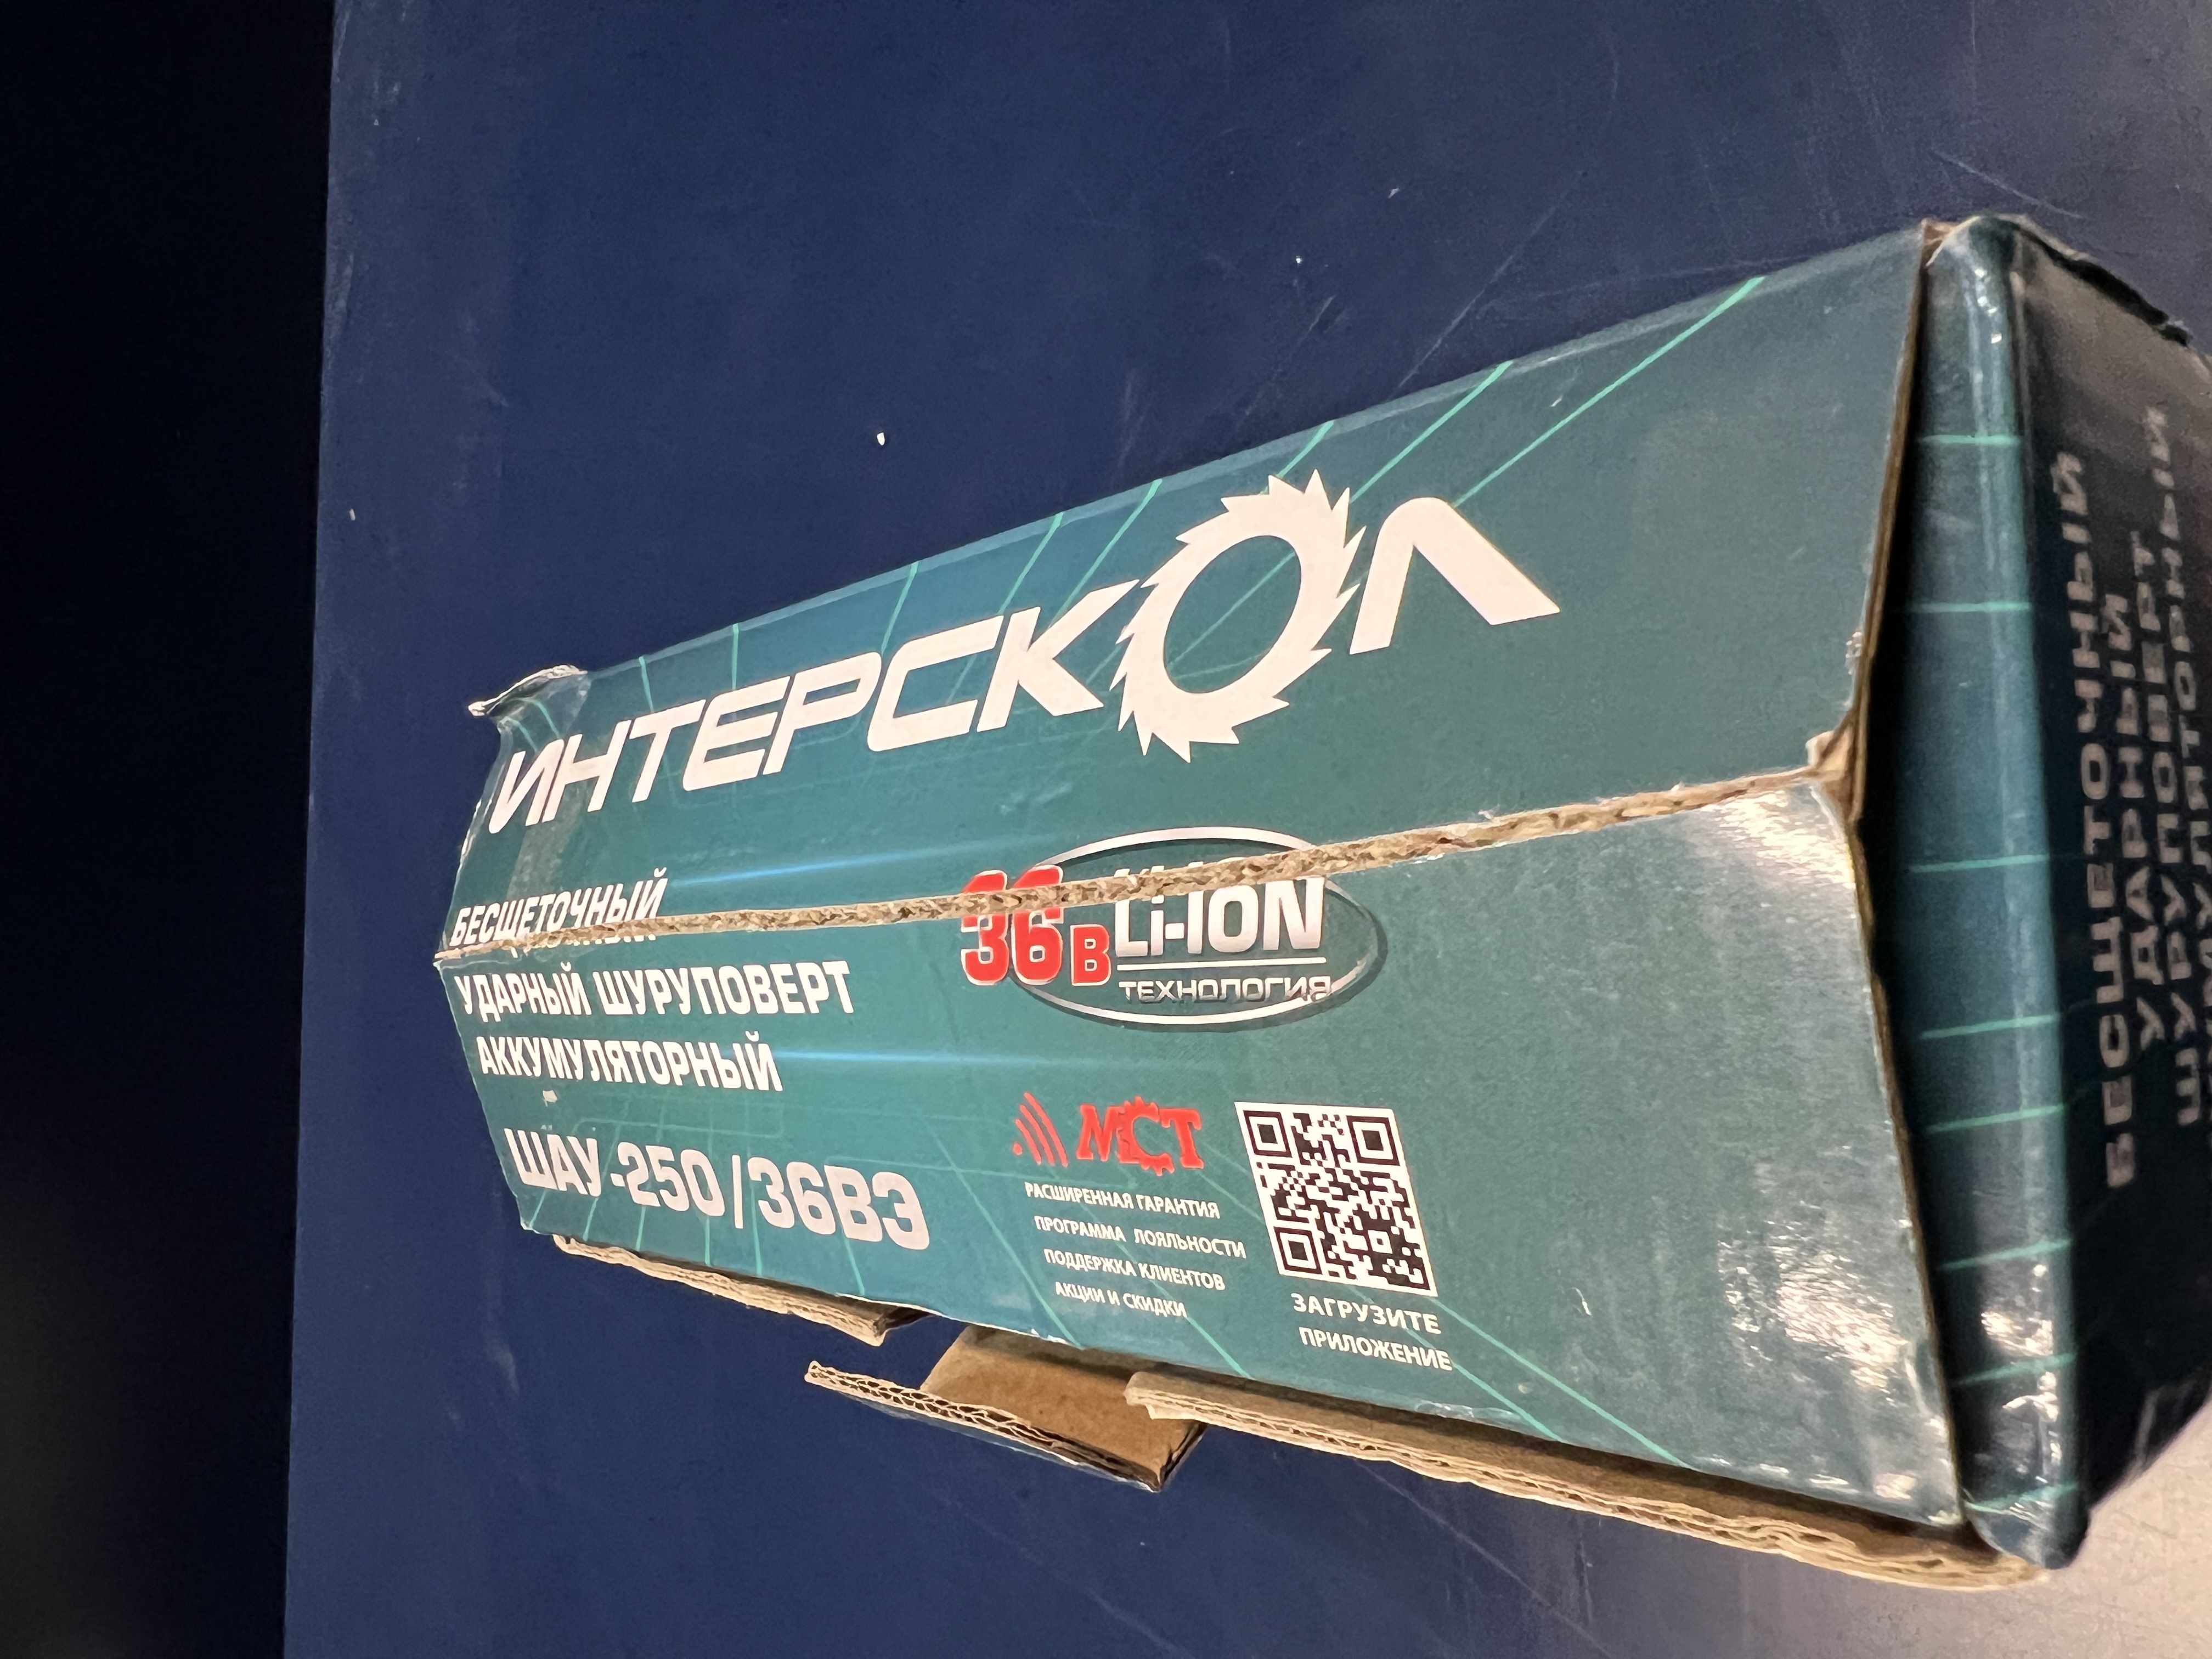 ИНТЕРСКОЛ
БЕСЩЕТОЧНЫЙ
УДАРНЫЙ ШУРУПОВЕРТ
АККУМУЛЯТОРНЫЙ
36В Li-ION
ТЕХНОЛОГИЯ
ШАУ-250/36ВЭ
МСТ
РАСШИРЕННАЯ ГАРАНТИЯ
ПРОГРАММА ЛОЯЛЬНОСТИ
ПОДДЕРЖКА КЛИЕНТОВ
АКЦИИ И СКИДКИ
ЗАГРУЗИТЕ
ПРИЛОЖЕНИЕ
БЕСЩЕТОЧНЫЙ
УДАРНЫЙ
ШУРУПОВЕРТ